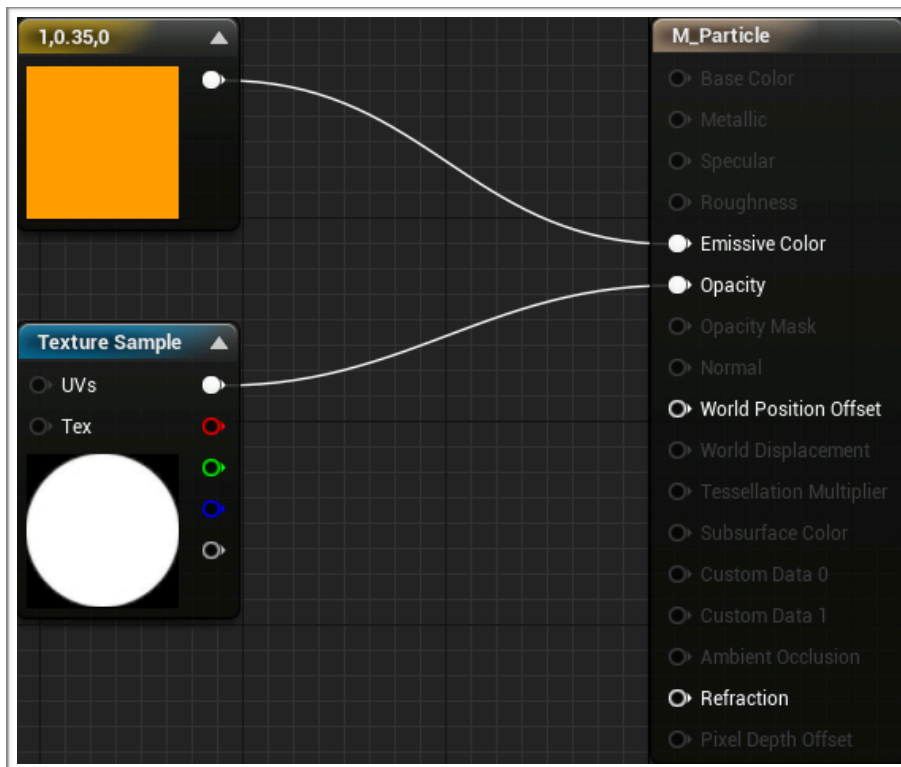 1,0.35,0
Texture Sample
UVs
Tex
M_Particle
Base Color
Metallic
Specular
Roughness
Emissive Color
Opacity
Opacity Mask
Normal
World Position Offset
World Displacement
Tessellation Multiplier
Subsurface Color
Custom Data 0
Custom Data 1
Ambient Occlusion
Refraction
Pixel Depth Offset